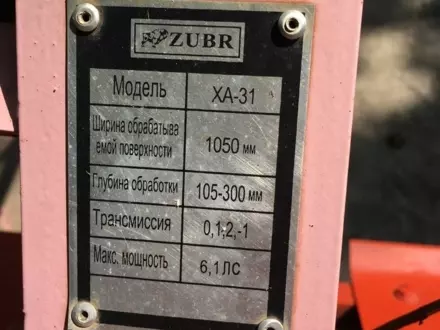 ZUBR
Модель ХА-31
Ширина обрабатыва
емой поверхности 1050 мм
Глубина обработки 105-300 мм
Трансмиссия 0,1,2,-1
Макс. мощность 6,1 ЛС